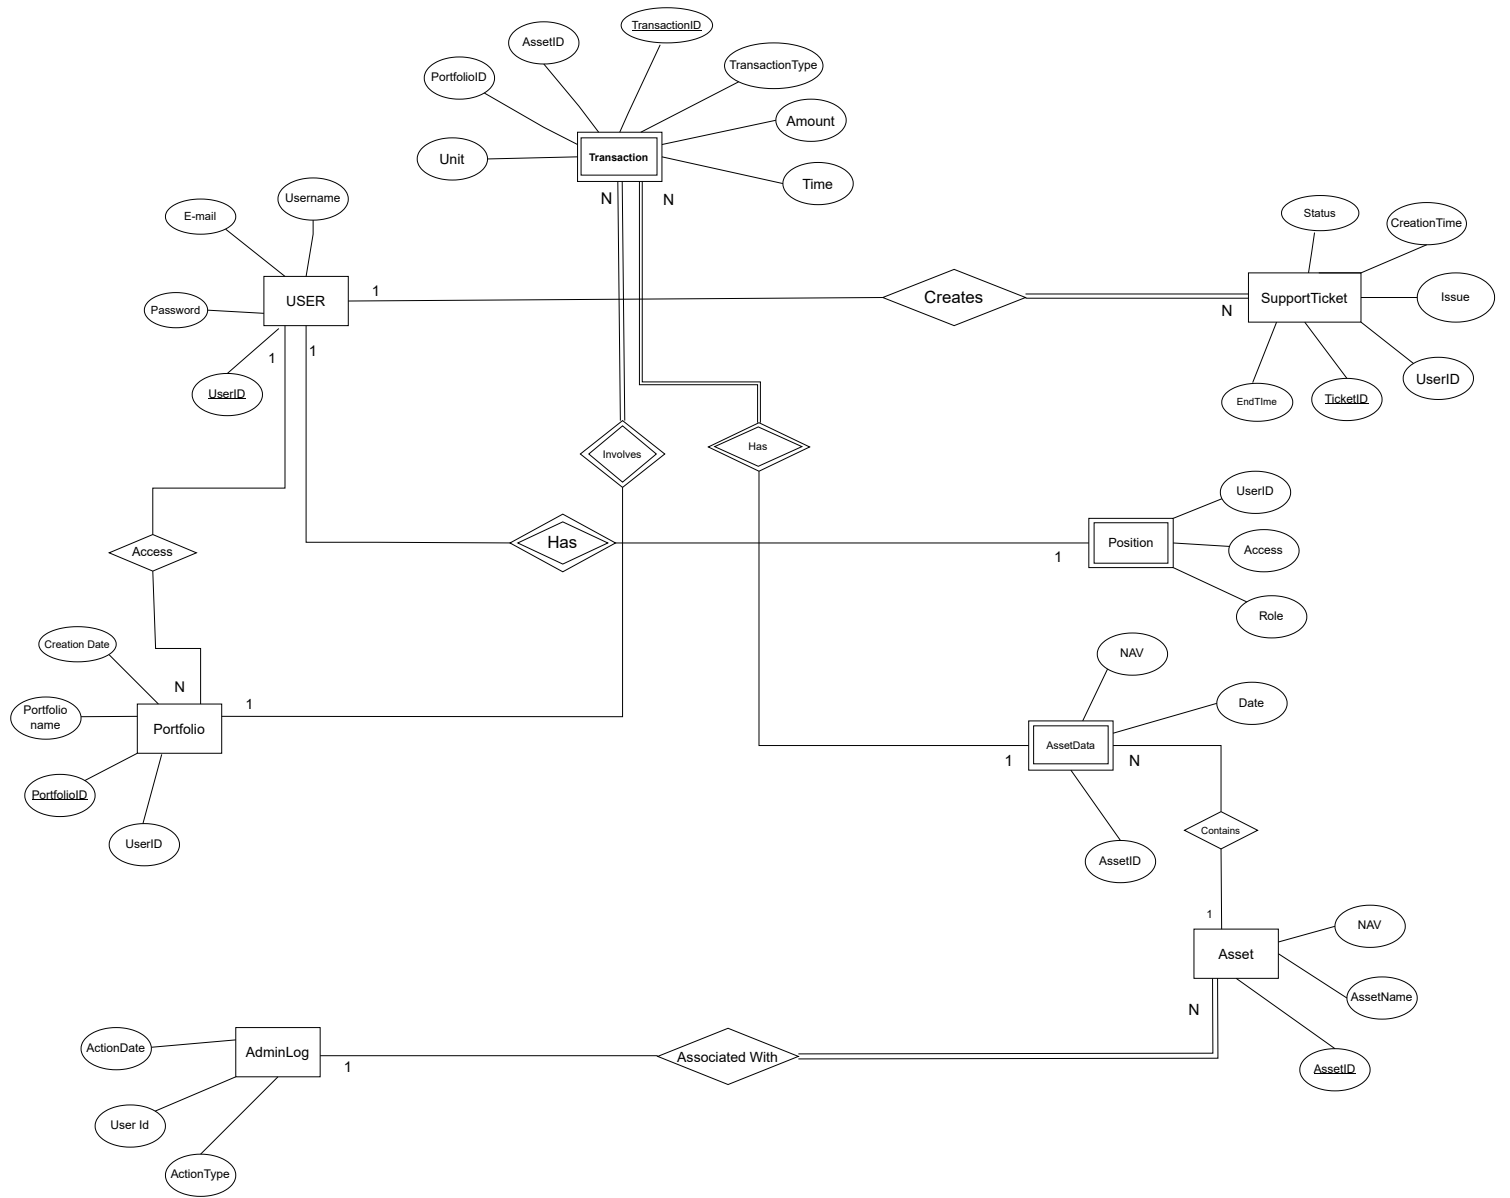 TransactionID
AssetID
TransactionType
PortfolioID
Amount
Unit
Transaction
Time
N
N
Username
E-mail
Status
CreationTime
Password
USER
1
Creates
N
SupportTicket
Issue
1
1
UserID
EndTIme
TicketID
UserID
Involves
Has
UserID
Access
Has
1
Position
Access
Role
Creation Date
NAV
N
1
Portfolio
name
Portfolio
Date
AssetData
1
N
PortfolioID
UserID
Contains
AssetID
1
NAV
Asset
AssetName
N
ActionDate
AdminLog
1
Associated With
AssetID
User Id
ActionType